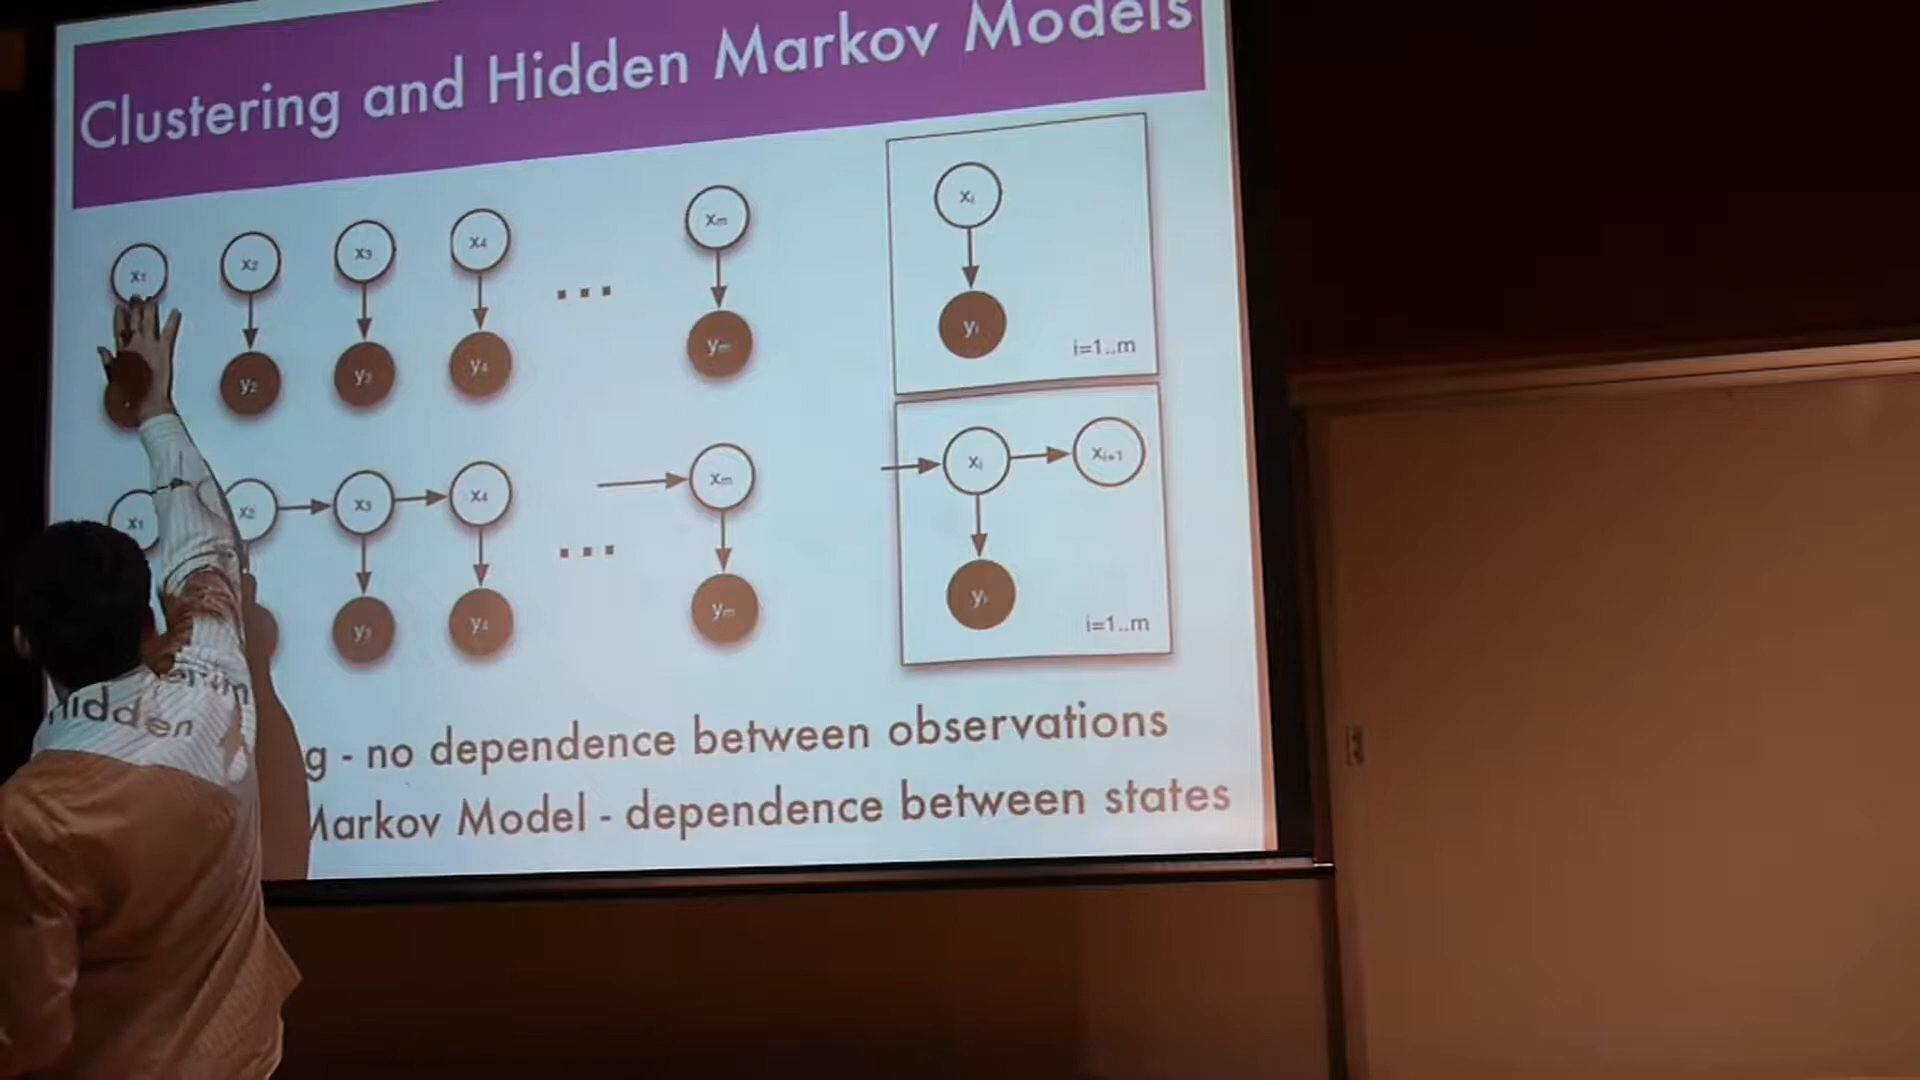 Clustering and Hidden Markov Models
x₁ x₂ x₃ x₄ ... xₘ
y₂ y₃ y₄ yₘ
xᵢ
yᵢ
i=1..m
x₁ x₂ x₃ x₄ ... xₘ
y₃ y₄ yₘ
xᵢ xᵢ₊₁
yᵢ
i=1..m
g - no dependence between observations
Markov Model - dependence between states
Hidden